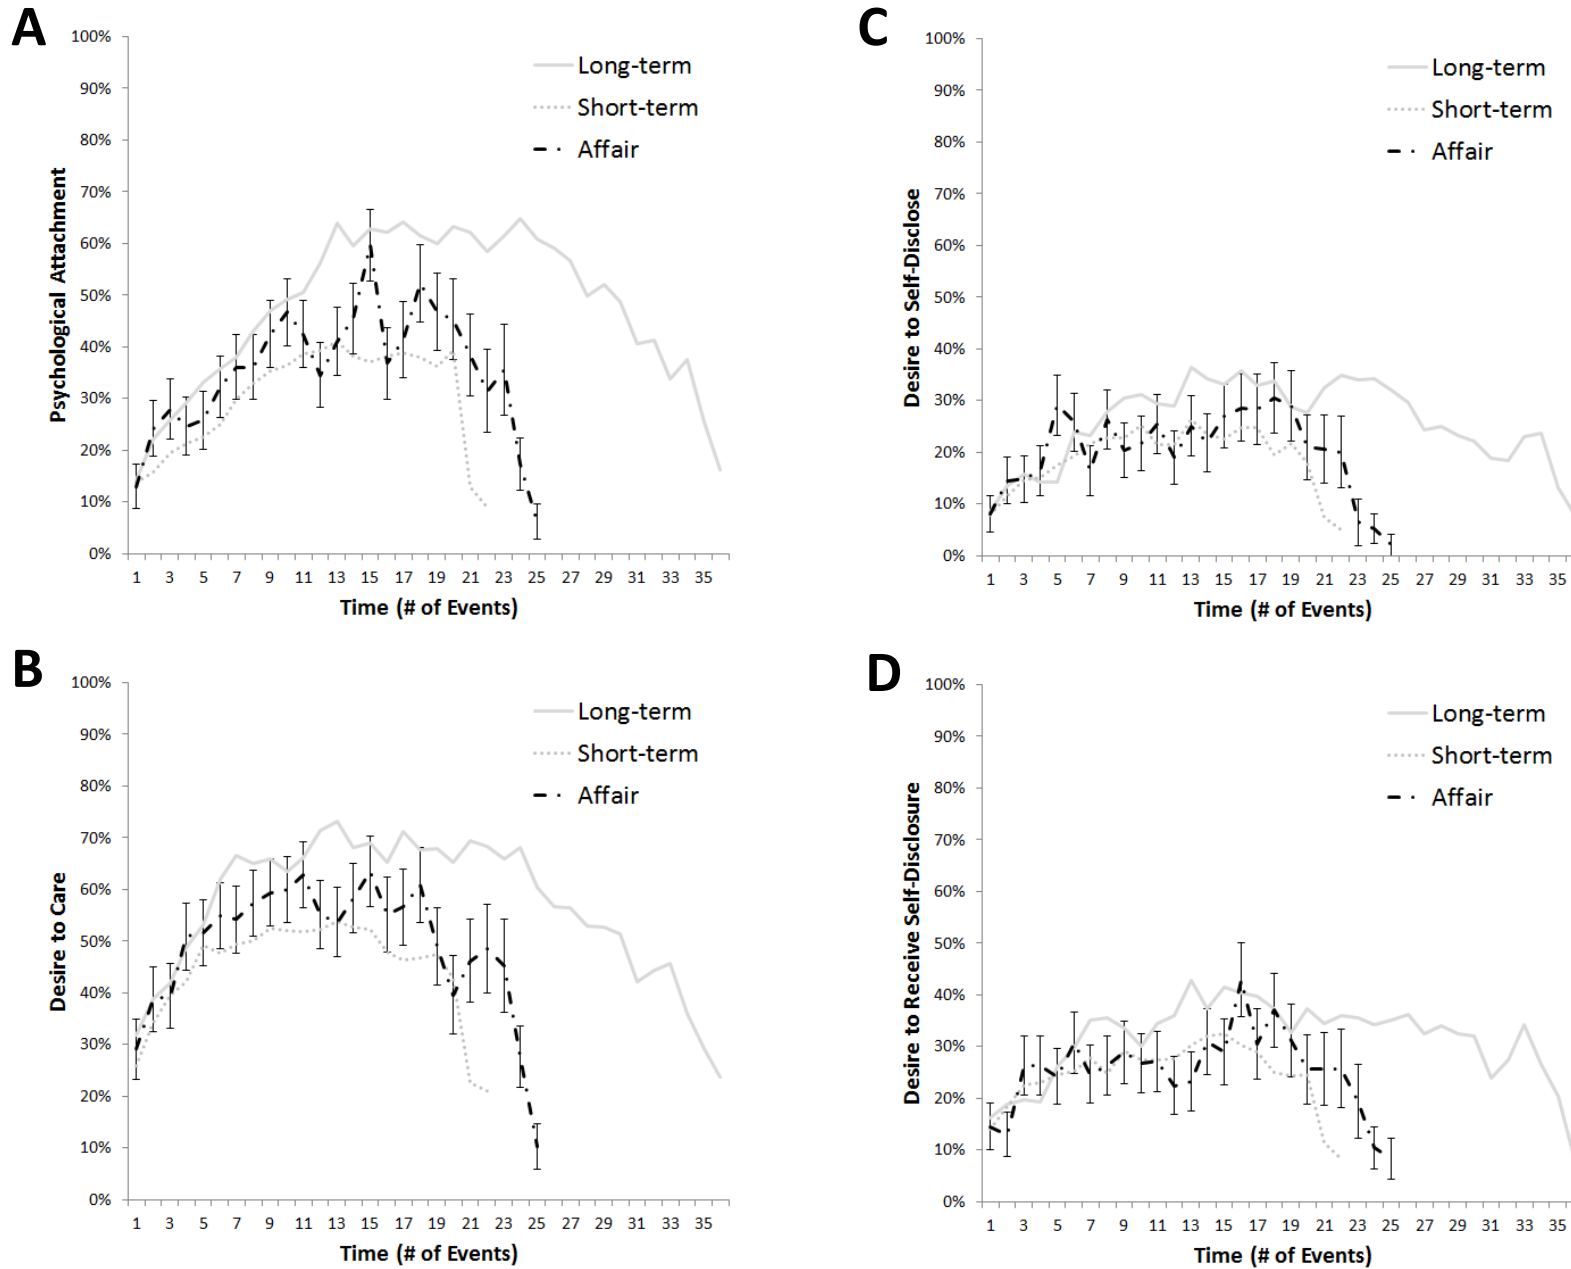 A
Psychological Attachment
100%
90%
80%
70%
60%
50%
40%
30%
20%
10%
0%
Long-term
Short-term
Affair
1 3 5 7 9 11 13 15 17 19 21 23 25 27 29 31 33 35
Time (# of Events)
C
Desire to Self-Disclose
100%
90%
80%
70%
60%
50%
40%
30%
20%
10%
0%
Long-term
Short-term
Affair
1 3 5 7 9 11 13 15 17 19 21 23 25 27 29 31 33 35
Time (# of Events)
B
Desire to Care
100%
90%
80%
70%
60%
50%
40%
30%
20%
10%
0%
Long-term
Short-term
Affair
1 3 5 7 9 11 13 15 17 19 21 23 25 27 29 31 33 35
Time (# of Events)
D
Desire to Receive Self-Disclosure
100%
90%
80%
70%
60%
50%
40%
30%
20%
10%
0%
Long-term
Short-term
Affair
1 3 5 7 9 11 13 15 17 19 21 23 25 27 29 31 33 35
Time (# of Events)